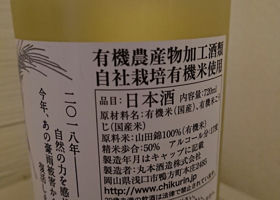 有機農産物加工酒類
自社栽培有機米使用
品目:日本酒 内容量:720ml
原材料名:有機米(国産)、有機米こう
じ(国産米)
原料米:山田錦100%(有機米)
精米歩合:50% アルコール分:12度
製造年月はキャップに記載
製造者:丸本酒造株式会社
岡山県浅口市鴨方町本庄2485
http://www.chikurin.jp
二〇一八年
自然の力を
今年、あの豪雨被害か